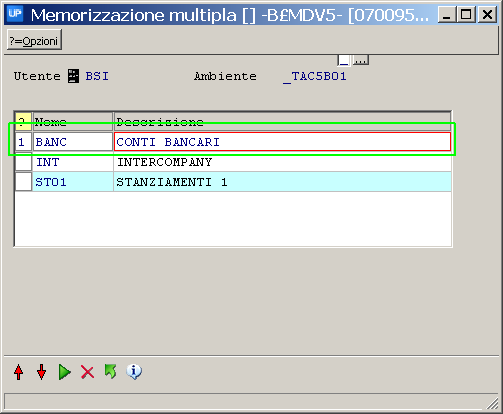 UP Memorizzazione multipla [] -B£MDV5- [070095...
?=Opzioni
_ ...
Utente BSI Ambiente _TAC5B01
? Nome Descrizione
1 BANC CONTI BANCARI
INT INTERCOMPANY
STO1 STANZIAMENTI 1